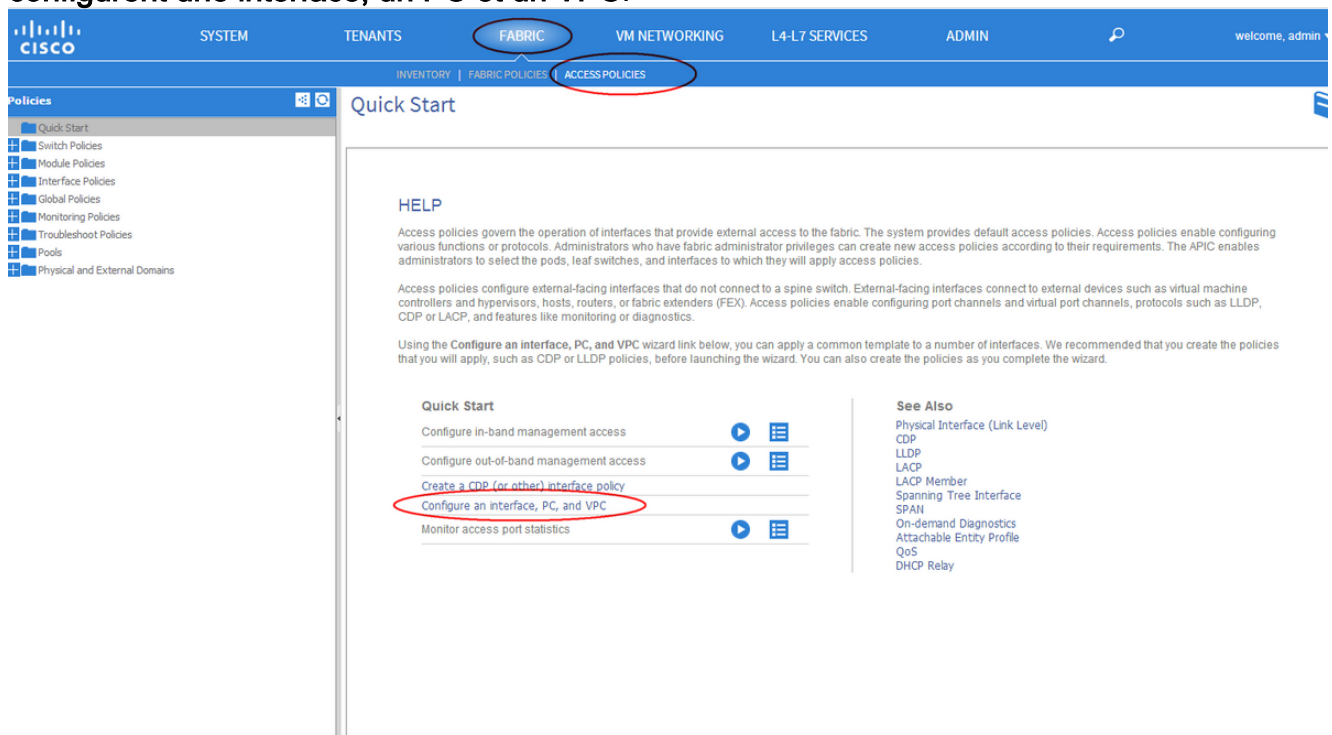 configurent une interface, un PC et un VPC.
CISCO
SYSTEM
TENANTS
FABRIC
VM NETWORKING
L4-L7 SERVICES
ADMIN
welcome, admin
INVENTORY | FABRIC POLICIES | ACCESS POLICIES
Policies
Quick Start
Switch Policies
Module Policies
Interface Policies
Global Policies
Monitoring Policies
Troubleshoot Policies
Pools
Physical and External Domains
Quick Start
HELP
Access policies govern the operation of interfaces that provide external access to the fabric. The system provides default access policies. Access policies enable configuring
various functions or protocols. Administrators who have fabric administrator privileges can create new access policies according to their requirements. The APIC enables
administrators to select the pods, leaf switches, and interfaces to which they will apply access policies.
Access policies configure external-facing interfaces that do not connect to a spine switch. External-facing interfaces connect to external devices such as virtual machine
controllers and hypervisors, hosts, routers, or fabric extenders (FEX). Access policies enable configuring port channels and virtual port channels, protocols such as LLDP,
CDP or LACP, and features like monitoring or diagnostics.
Using the Configure an interface, PC, and VPC wizard link below, you can apply a common template to a number of interfaces. We recommended that you create the policies
that you will apply, such as CDP or LLDP policies, before launching the wizard. You can also create the policies as you complete the wizard.
Quick Start
Configure in-band management access
Configure out-of-band management access
Create a CDP (or other) interface policy
Configure an interface, PC, and VPC
Monitor access port statistics
See Also
Physical Interface (Link Level)
CDP
LLDP
LACP
LACP Member
Spanning Tree Interface
SPAN
On-demand Diagnostics
Attachable Entity Profile
QoS
DHCP Relay